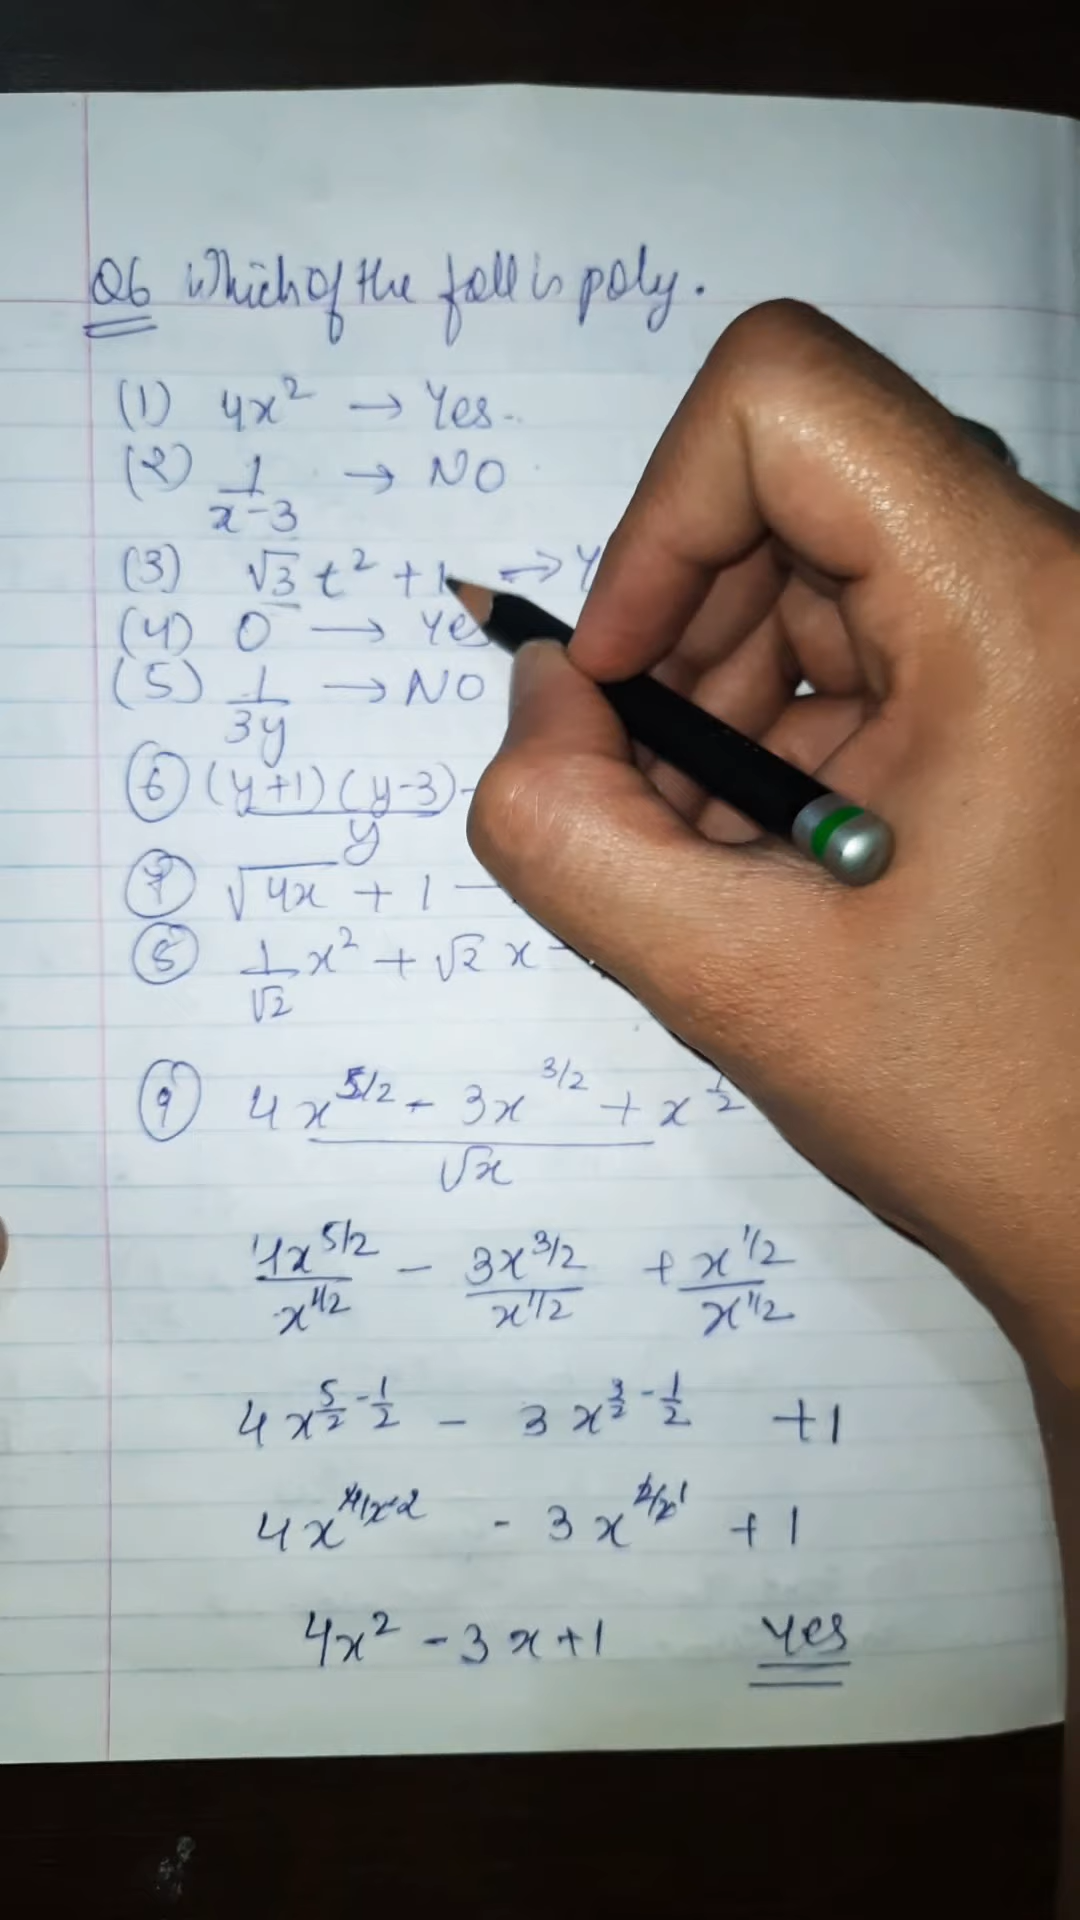 Q6 Which of the foll is poly.
(1) 4x² → Yes.
(2) 1/(x-3) → NO
(3) √3 t² + 1 → Y
(4) 0 → Yes
(5) 1/3y → NO
6 (y+1)(y-3)/y -
7 √4x + 1 -
8 1/√2 x² + √2 x -
9 4x^5/2 - 3x^3/2 + x^1/2 / √x
4x^5/2 / x^1/2 - 3x^3/2 / x^1/2 + x^1/2 / x^1/2
4x^(5/2 - 1/2) - 3x^(3/2 - 1/2) + 1
4x^4/2 2 - 3x^2/2 1 + 1
4x² - 3x + 1 Yes